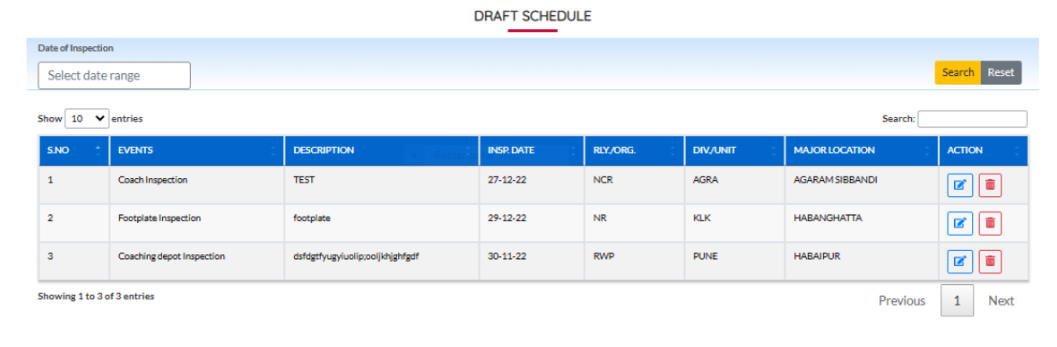 DRAFT SCHEDULE
Date of Inspection
Select date range
Search Reset
Show 10 entries Search:
S.NO EVENTS DESCRIPTION INSP. DATE RLY./ORG. DIV./UNIT MAJOR LOCATION ACTION
1 Coach Inspection TEST 27-12-22 NCR AGRA AGARAM SIBBANDI
2 Footplate Inspection footplate 29-12-22 NR KLK HABANGHATTA
3 Coaching depot Inspection dsfdgtfyugyiuolip;ooljkhjghfgdf 30-11-22 RWP PUNE HABAIPUR
Showing 1 to 3 of 3 entries
Previous 1 Next